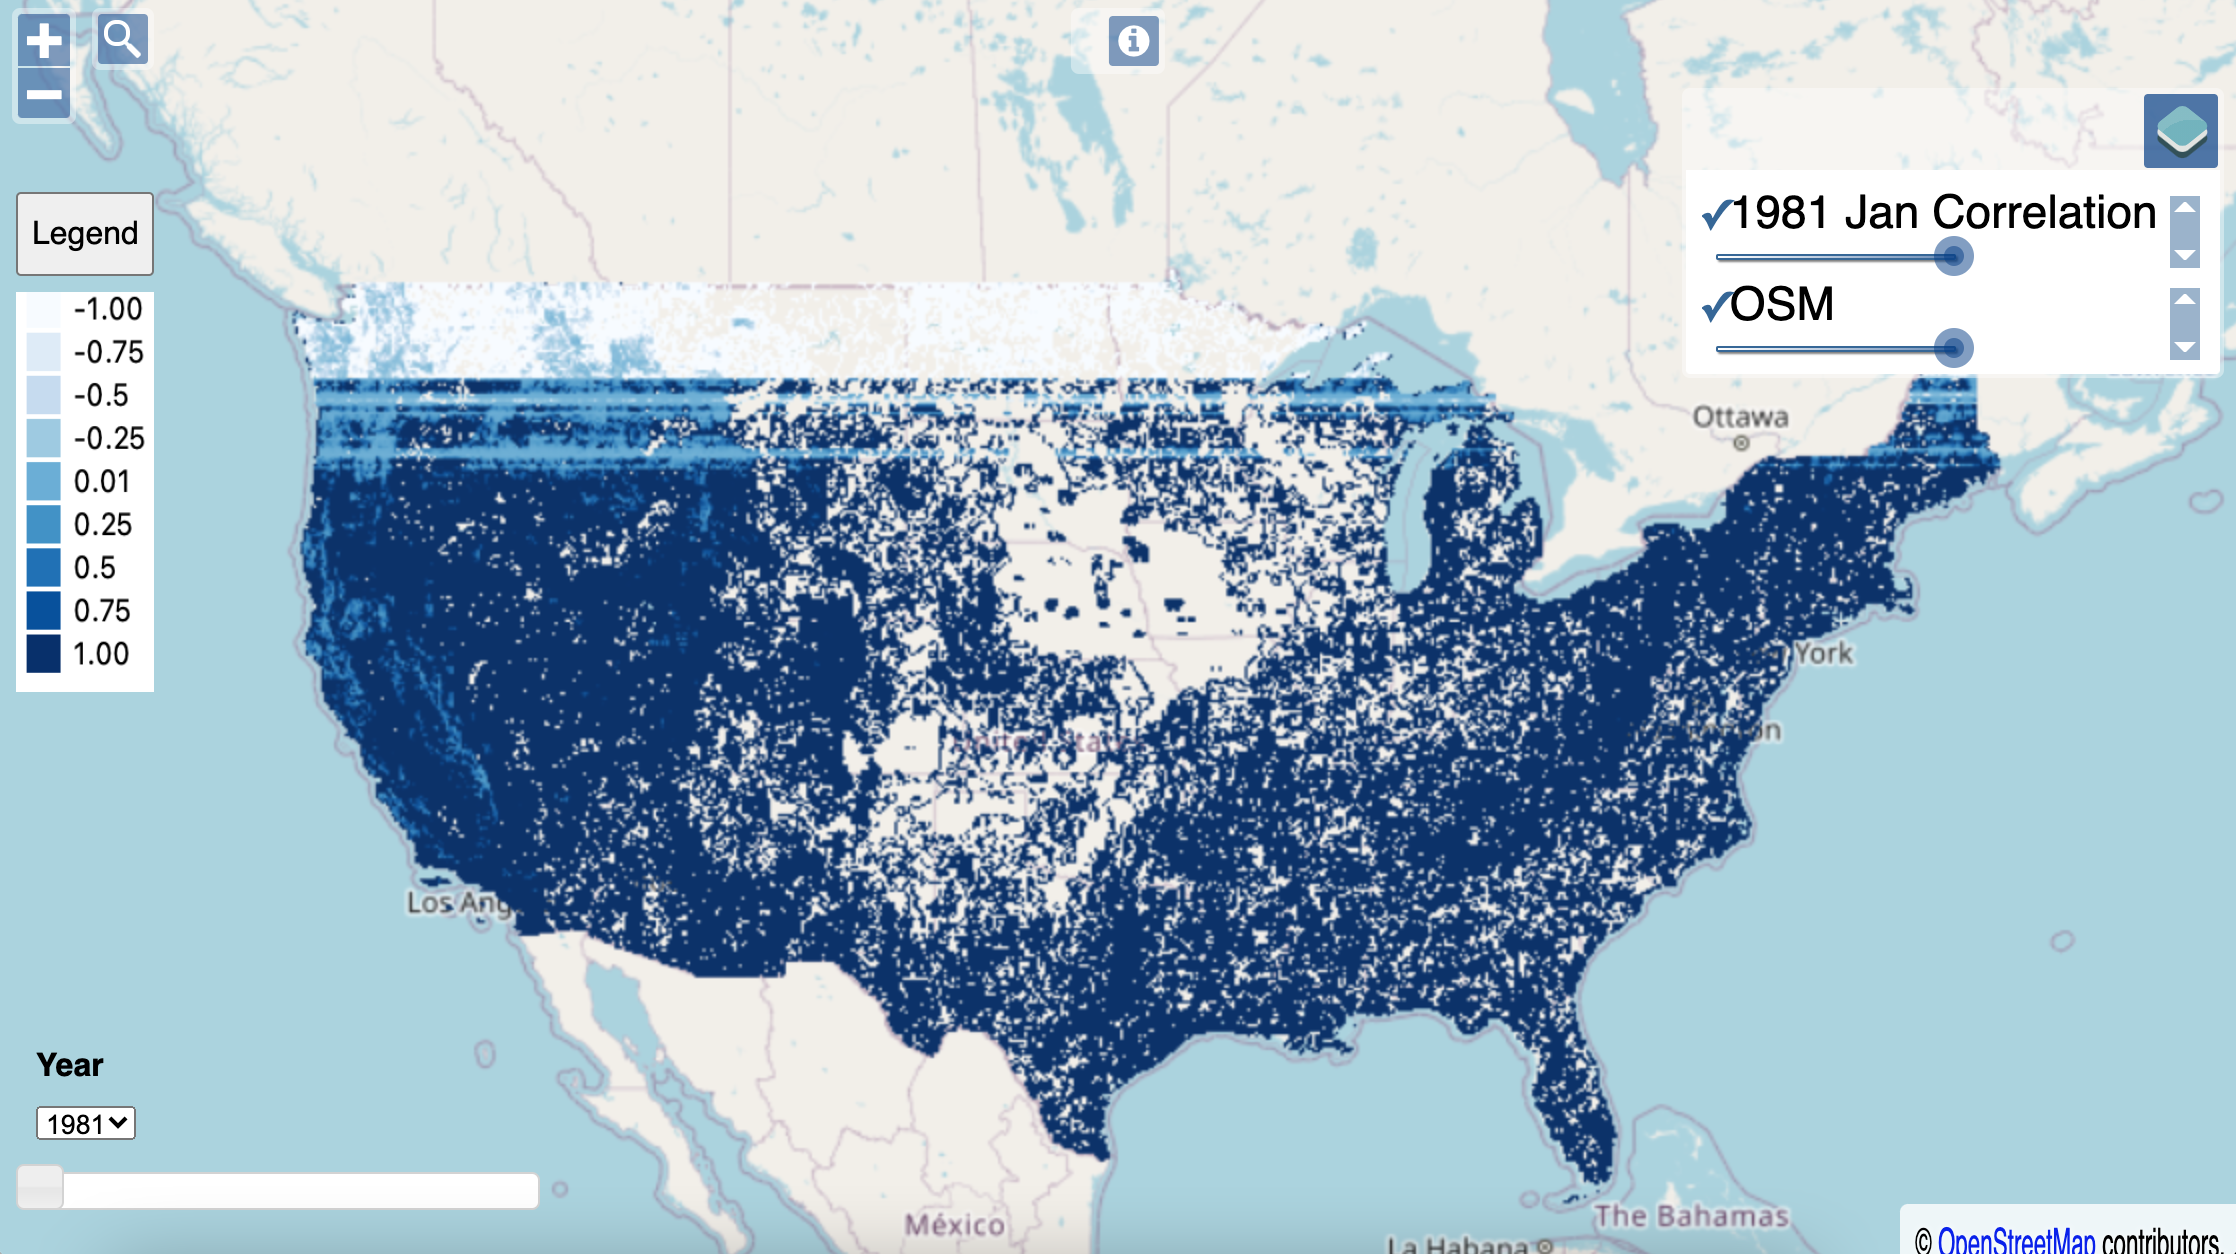 +
−
Legend
-1.00
-0.75
-0.5
-0.25
0.01
0.25
0.5
0.75
1.00
✓1981 Jan Correlation
✓OSM
Ottawa
York
Los Ang
Year
1981
México
The Bahamas
La Habana
© OpenStreetMap contributors